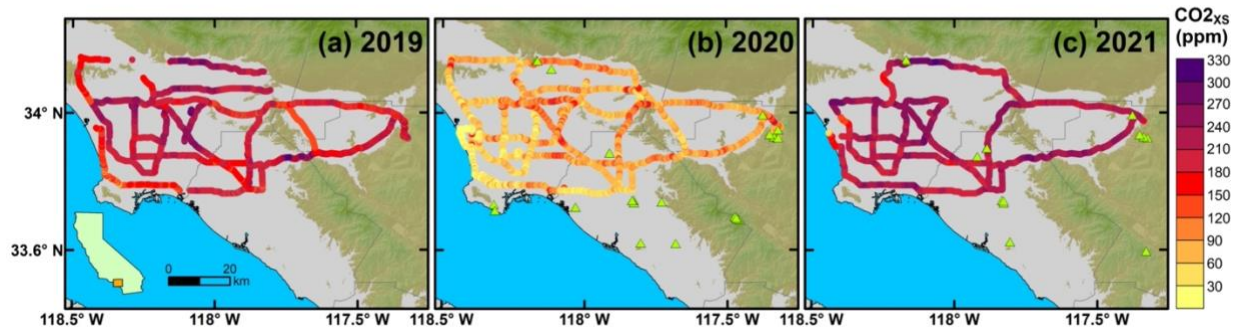 (a) 2019
(b) 2020
(c) 2021
CO2XS
(ppm)
330
300
270
240
210
180
150
120
90
60
30
34° N
33.6° N
0 20
km
118.5° W 118° W 117.5° W
118.5° W 118° W 117.5° W
118.5° W 118° W 117.5° W